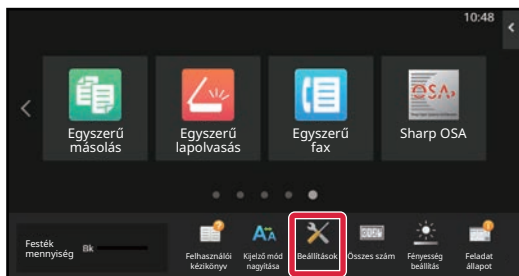 10:48
Egyszerű
másolás
Egyszerű
lapolvasás
Egyszerű
fax
Sharp OSA
Festék
mennyiség
Bk
Felhasználói
kézikönyv
Kijelző mód
nagyítása
Beállítások
Összes szám
Fényesség
beállítás
Feladat
állapot